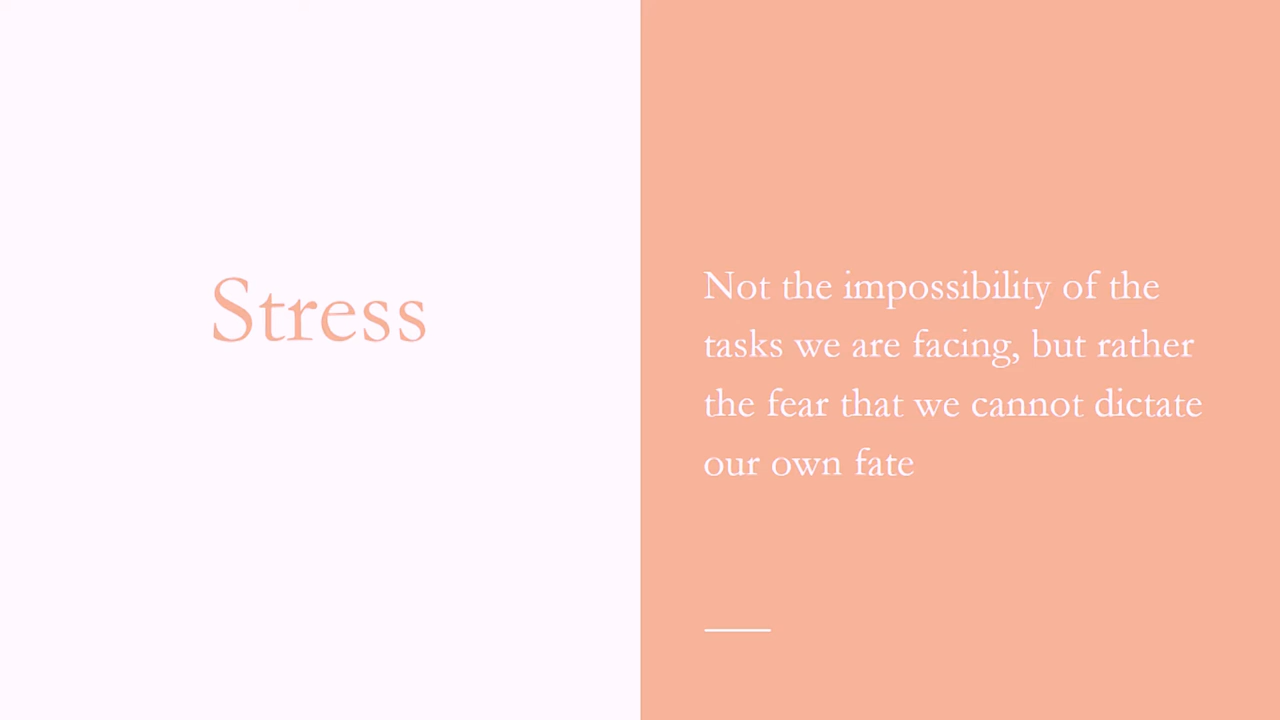 Stress
Not the impossibility of the
tasks we are facing, but rather
the fear that we cannot dictate
our own fate